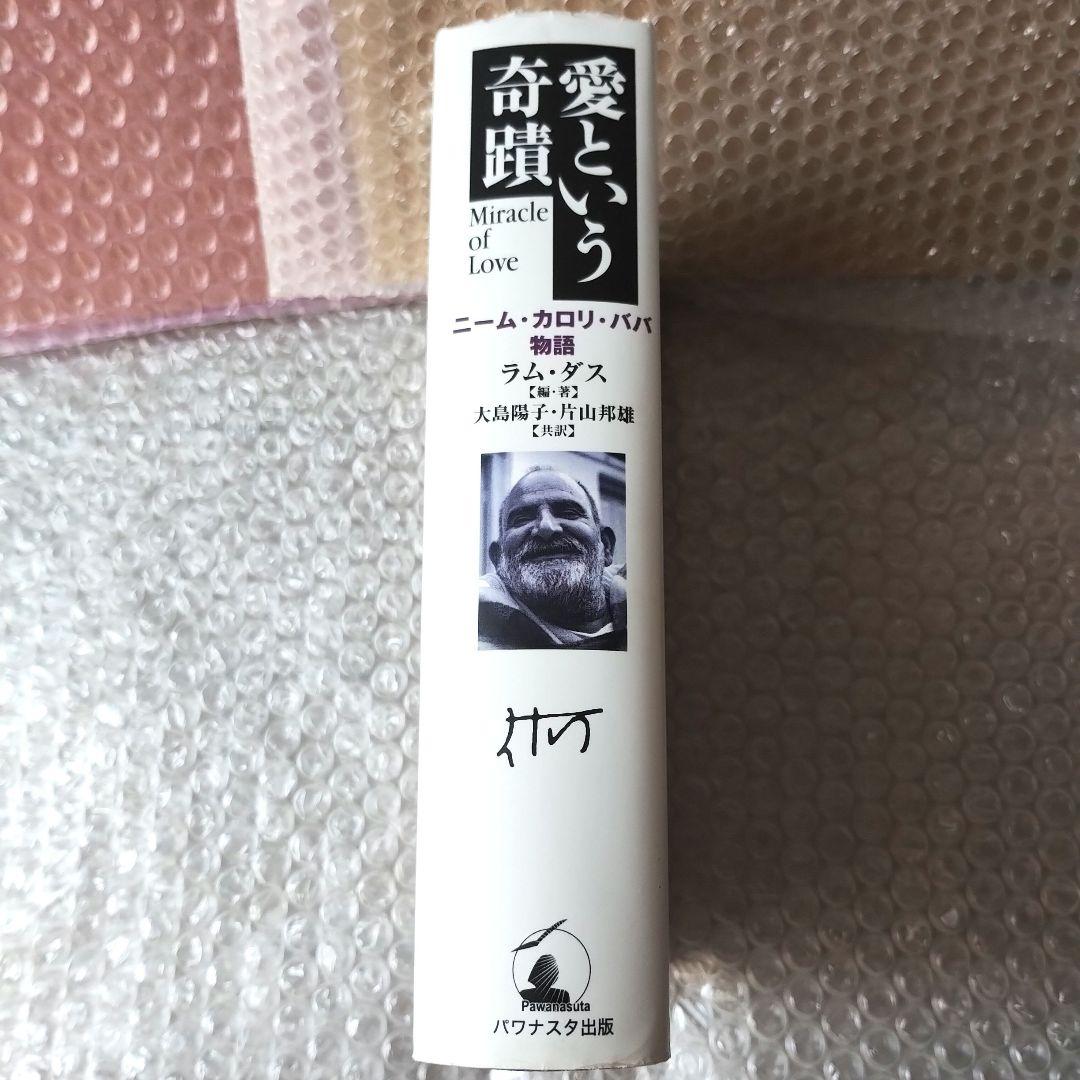 愛という
奇蹟
Miracle
of
Love
ニーム・カロリ・ババ
物語
ラム・ダス
【編・著】
大島陽子・片山邦雄
【共訳】
Pawanasuta
パワナスタ出版